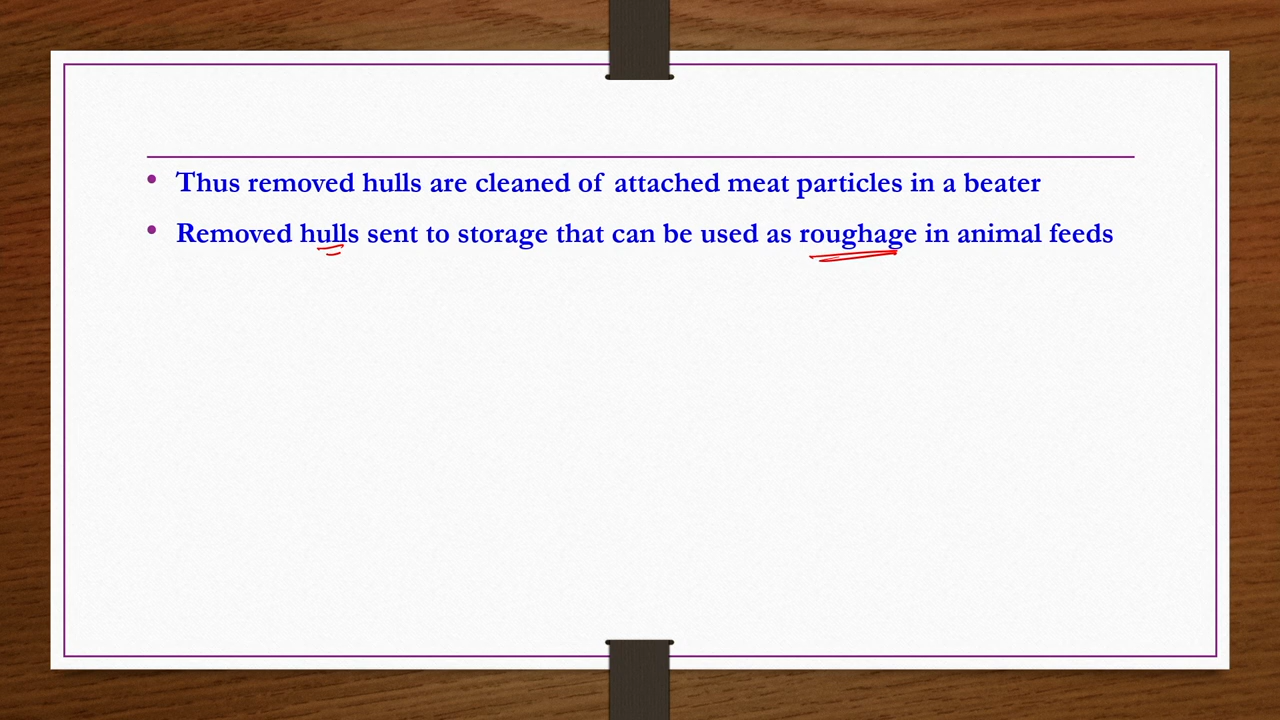 • Thus removed hulls are cleaned of attached meat particles in a beater
• Removed hulls sent to storage that can be used as roughage in animal feeds